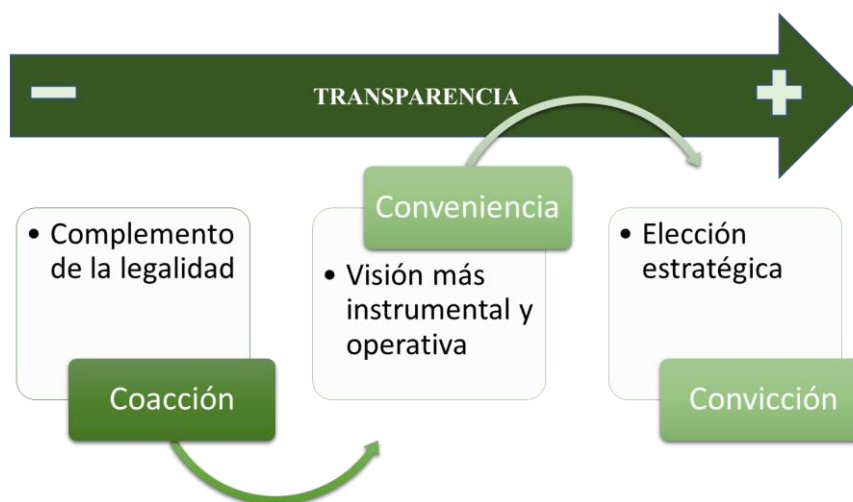 TRANSPARENCIA
• Complemento
de la legalidad
Coacción
Conveniencia
• Visión más
instrumental y
operativa
• Elección
estratégica
Convicción